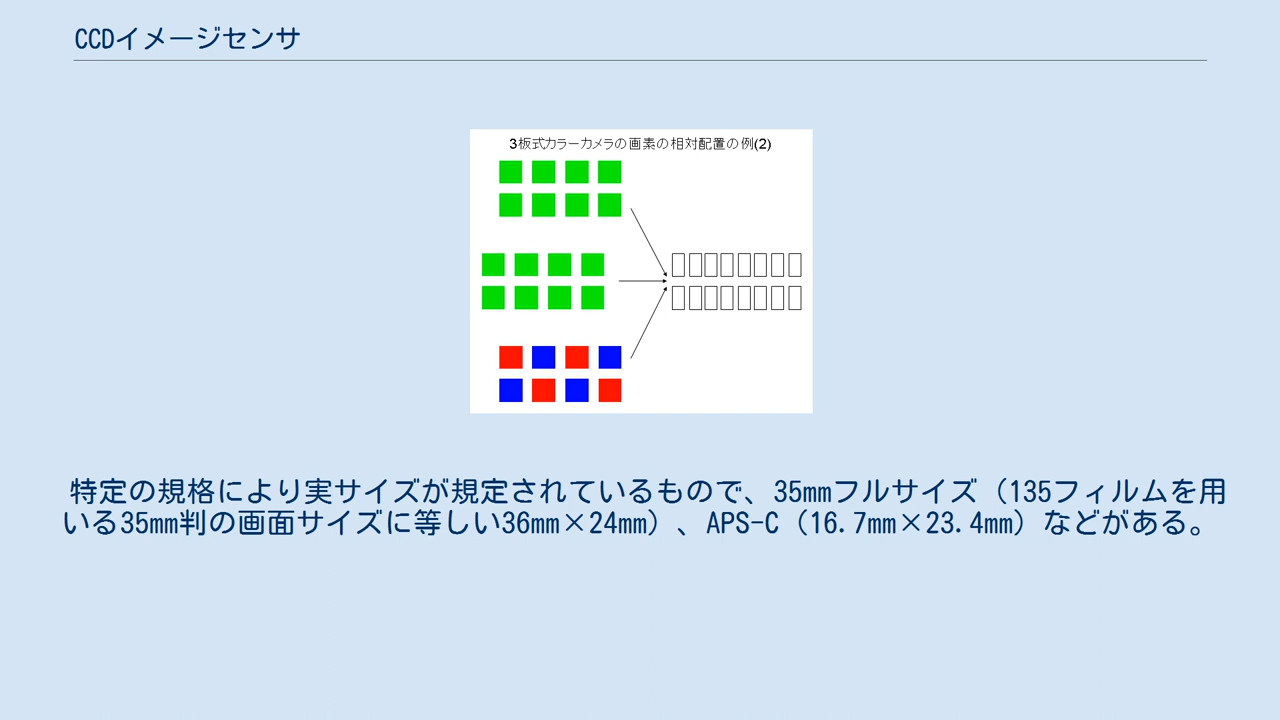 CCDイメージセンサ
3板式カラーカメラの画素の相対配置の例(2)
特定の規格により実サイズが規定されているもので、35mmフルサイズ（135フィルムを用
いる35mm判の画面サイズに等しい36mm×24mm）、APS-C（16.7mm×23.4mm）などがある。